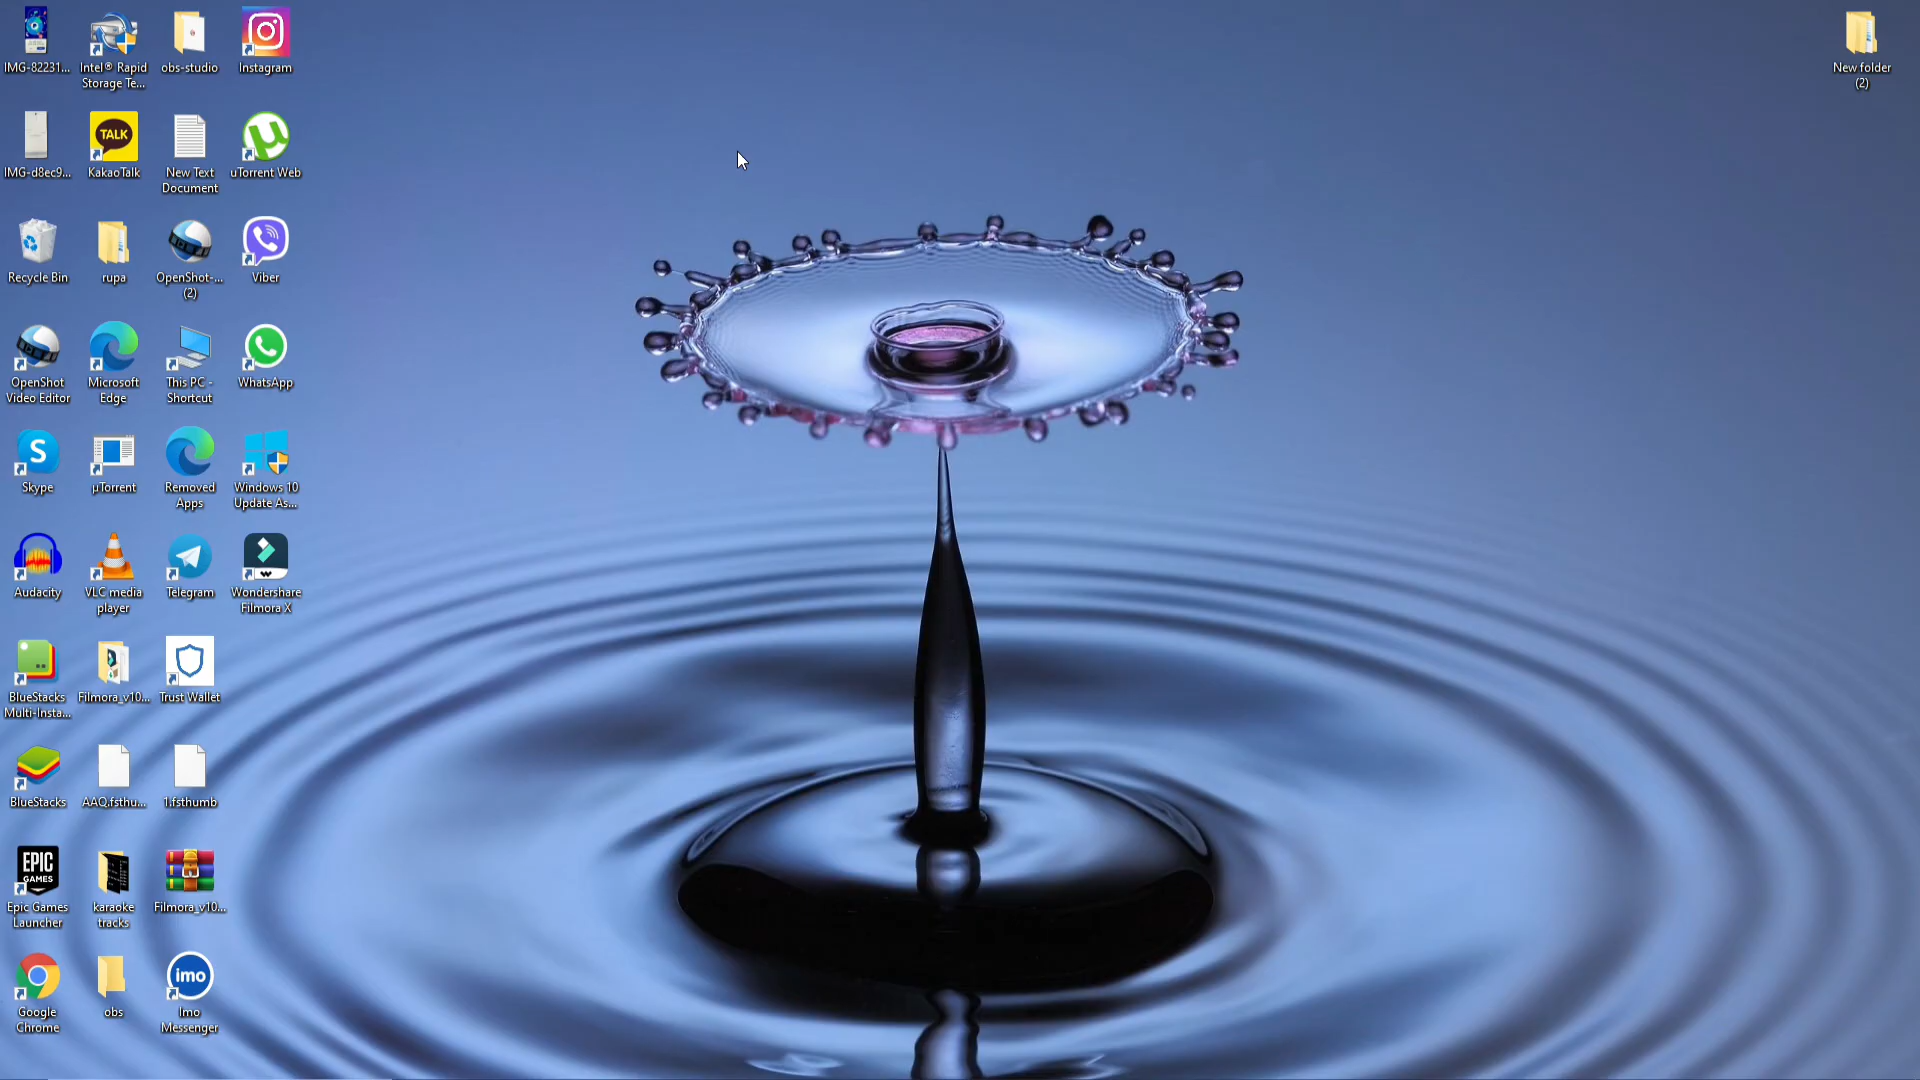 IMG-82231...
Intel® Rapid
Storage Te...
obs-studio
Instagram
New folder
(2)
IMG-d8ec9...
TALK
KakaoTalk
New Text
Document
uTorrent Web
Recycle Bin
rupa
OpenShot-...
(2)
Viber
OpenShot
Video Editor
Microsoft
Edge
This PC -
Shortcut
WhatsApp
S
Skype
µTorrent
Removed
Apps
Windows 10
Update As...
Audacity
VLC media
player
Telegram
Wondershare
Filmora X
BlueStacks
Multi-Insta...
Filmora_v10...
Trust Wallet
BlueStacks
AAQ.fsthu...
1.fsthumb
EPIC
GAMES
Epic Games
Launcher
karaoke
tracks
Filmora_v10...
Google
Chrome
obs
imo
Imo
Messenger